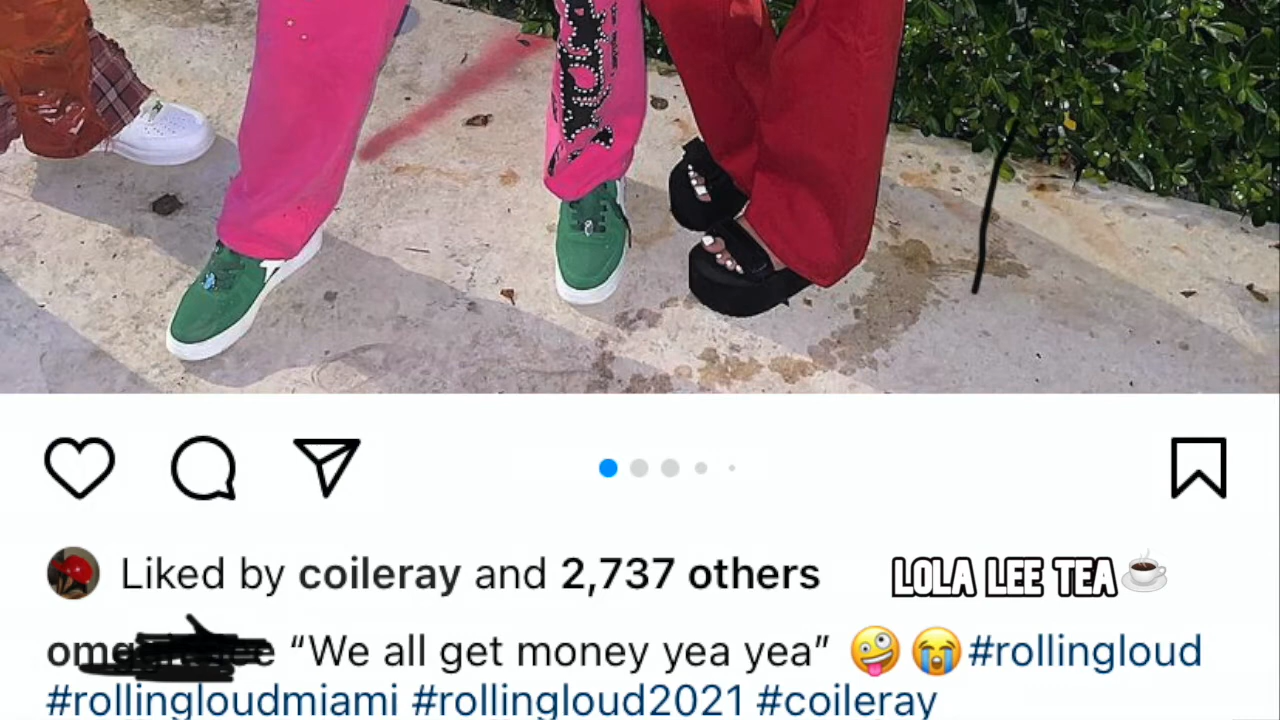 Liked by coileray and 2,737 others
LOLA LEE TEA☕
“We all get money yea yea” 🤪😭#rollingloud
#rollingloudmiami #rollingloud2021 #coileray